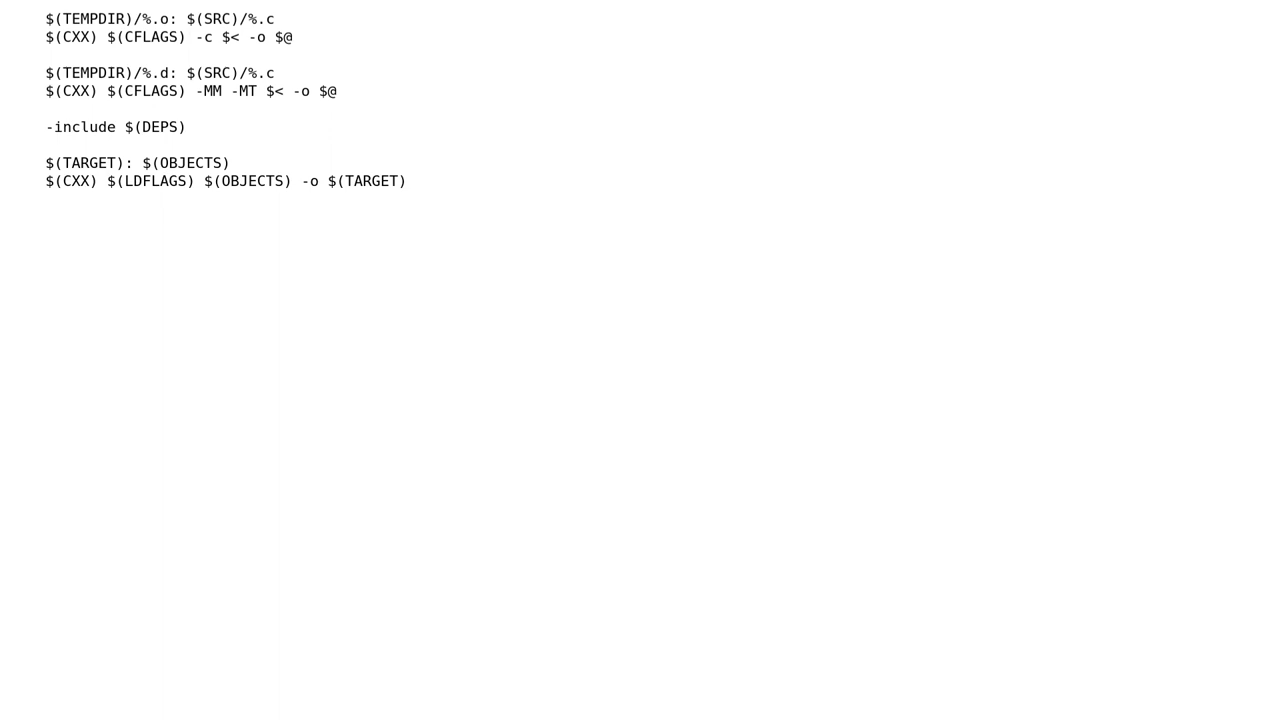 $(TEMPDIR)/%.o: $(SRC)/%.c
$(CXX) $(CFLAGS) -c $< -o $@
$(TEMPDIR)/%.d: $(SRC)/%.c
$(CXX) $(CFLAGS) -MM -MT $< -o $@
-include $(DEPS)
$(TARGET): $(OBJECTS)
$(CXX) $(LDFLAGS) $(OBJECTS) -o $(TARGET)